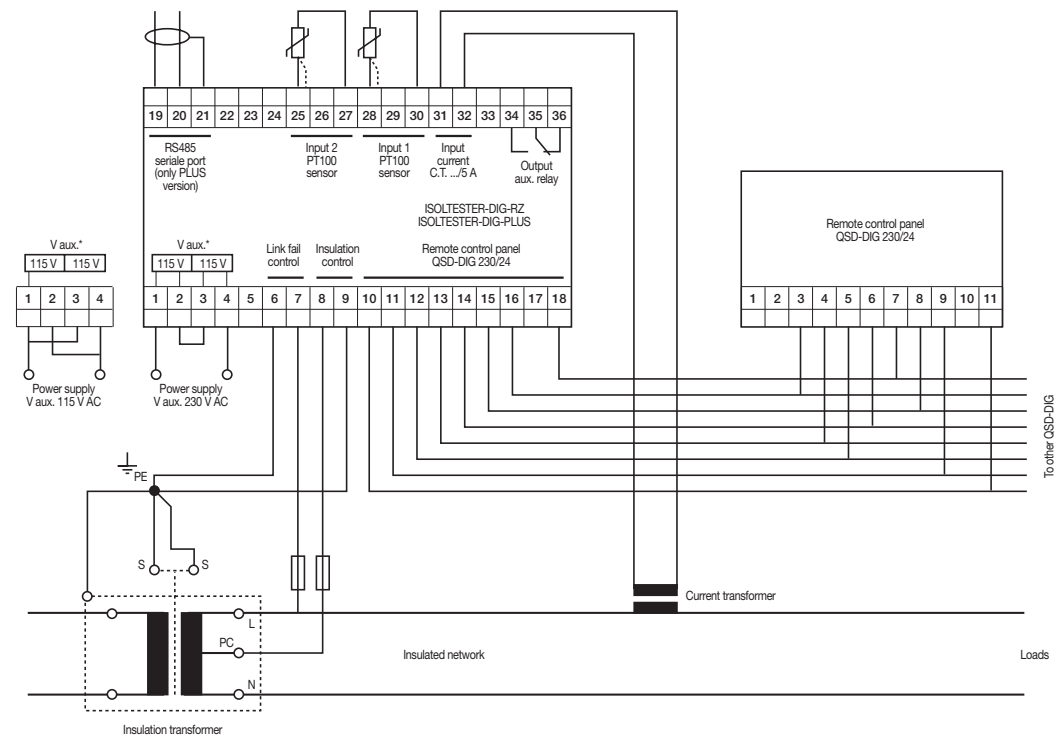 19 20 21 22 23 24 25 26 27 28 29 30 31 32 33 34 35 36
RS485
seriale port
(only PLUS
version)
Input 2
PT100
sensor
Input 1
PT100
sensor
Input
current
C.T. .../5 A
Output
aux. relay
ISOLTESTER-DIG-RZ
ISOLTESTER-DIG-PLUS
Remote control panel
QSD-DIG 230/24
V aux.*
115 V 115 V
V aux.*
115 V 115 V
Link fail
control
Insulation
control
Remote control panel
QSD-DIG 230/24
1 2 3 4
1 2 3 4 5 6 7 8 9 10 11 12 13 14 15 16 17 18
1 2 3 4 5 6 7 8 9 10 11
Power supply
V aux. 115 V AC
Power supply
V aux. 230 V AC
To other QSD-DIG
PE
S S
Current transformer
L
PC
N
Insulated network
Loads
Insulation transformer